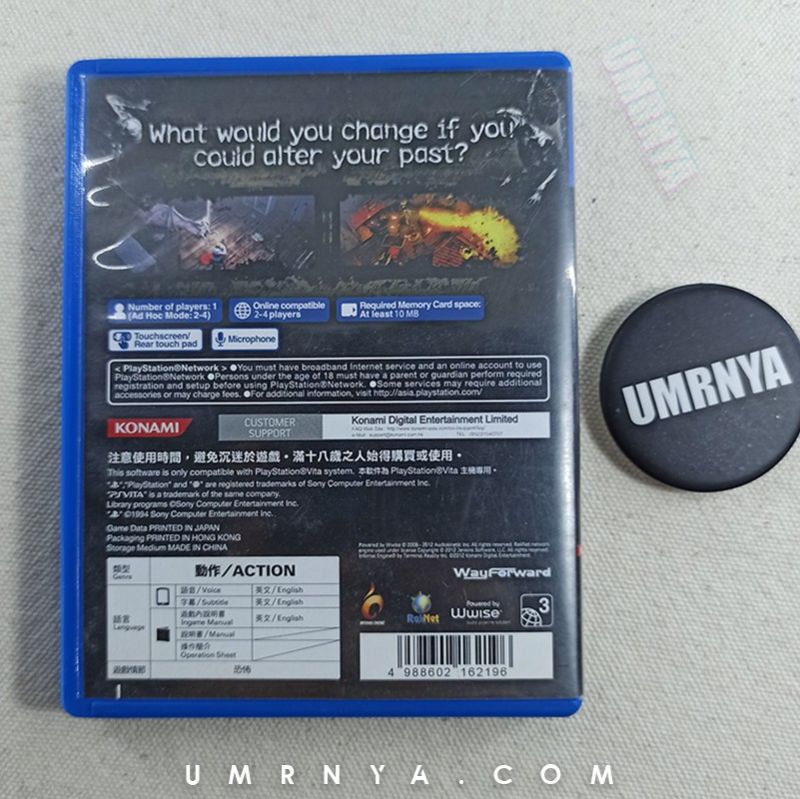 UMRNYA
What would you change if you
could alter your past?
Number of players: 1
(Ad Hoc Mode: 2-4)
Online compatible
2-4 players
Required Memory Card space:
At least 10 MB
Touchscreen/
Rear touch pad
Microphone
< PlayStation®Network > ●You must have broadband Internet service and an online account to use
PlayStation®Network ●Persons under the age of 18 must have a parent or guardian perform required
registration and setup before using PlayStation®Network. ●Some services may require additional
accessories or may charge fees. ●For additional information, visit http://asia.playstation.com/
UMRNYA
KONAMI
CUSTOMER
SUPPORT
Konami Digital Entertainment Limited
注意使用時間，避免沉迷於遊戲。滿十八歲之人始得購買或使用。
This software is only compatible with PlayStation®Vita system. 本軟件為 PlayStation®Vita 主機專用。
"PlayStation" and are registered trademarks of Sony Computer Entertainment Inc.
"PSVITA" is a trademark of the same company.
Library programs ©Sony Computer Entertainment Inc.
©1994 Sony Computer Entertainment Inc.
Game Data PRINTED IN JAPAN
Packaging PRINTED IN HONG KONG
Storage Medium MADE IN CHINA
類型
Genre
動作／ACTION
語言
Language
語音／Voice
英文／English
字幕／Subtitle
英文／English
遊戲內說明書
Ingame Manual
英文／English
說明書／Manual
操作簡介
Operation Sheet
遊戲情節
恐怖
WayForward
RakNet
Powered by
Wwise
3
4 988602 162196
UMRNYA.COM